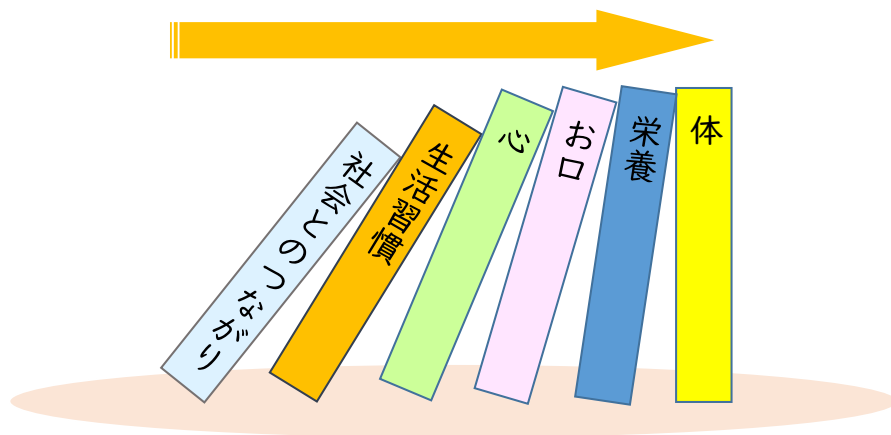 社会とのつながり
生活習慣
心
お口
栄養
体